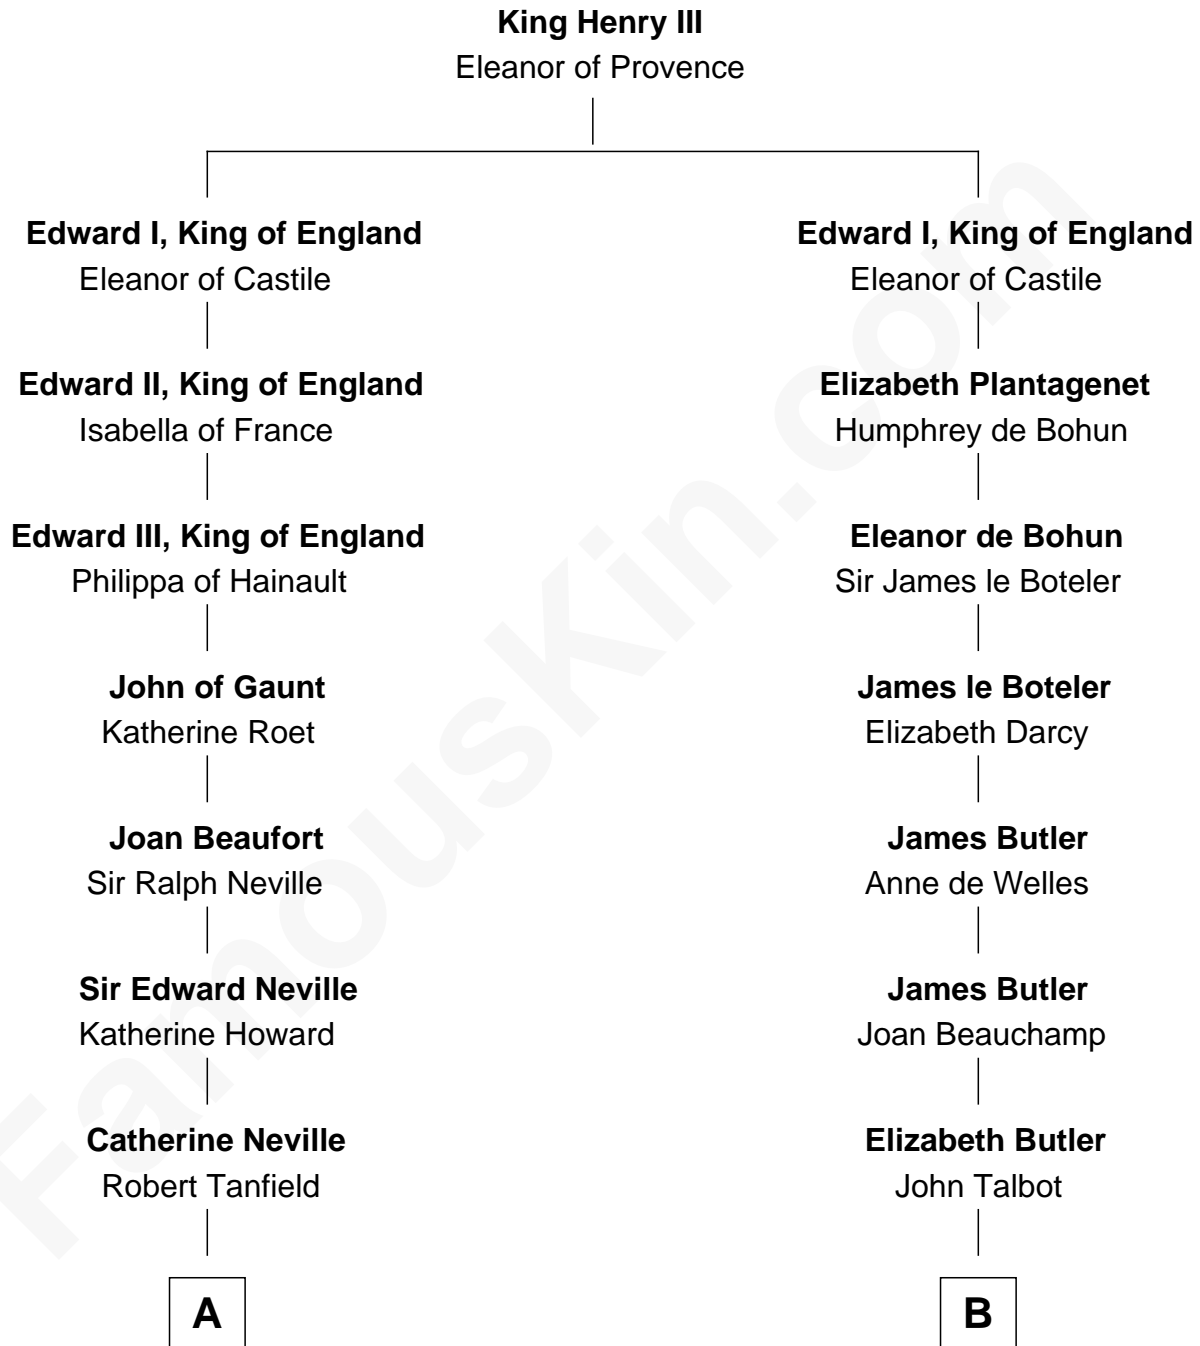 King Henry III
Eleanor of Provence
Edward I, King of England
Eleanor of Castile
Edward I, King of England
Eleanor of Castile
Edward II, King of England
Isabella of France
Elizabeth Plantagenet
Humphrey de Bohun
Edward III, King of England
Philippa of Hainault
Eleanor de Bohun
Sir James le Boteler
John of Gaunt
Katherine Roet
James le Boteler
Elizabeth Darcy
Joan Beaufort
Sir Ralph Neville
James Butler
Anne de Welles
Sir Edward Neville
Katherine Howard
James Butler
Joan Beauchamp
Catherine Neville
Robert Tanfield
Elizabeth Butler
John Talbot
A
B
FamousKin.com